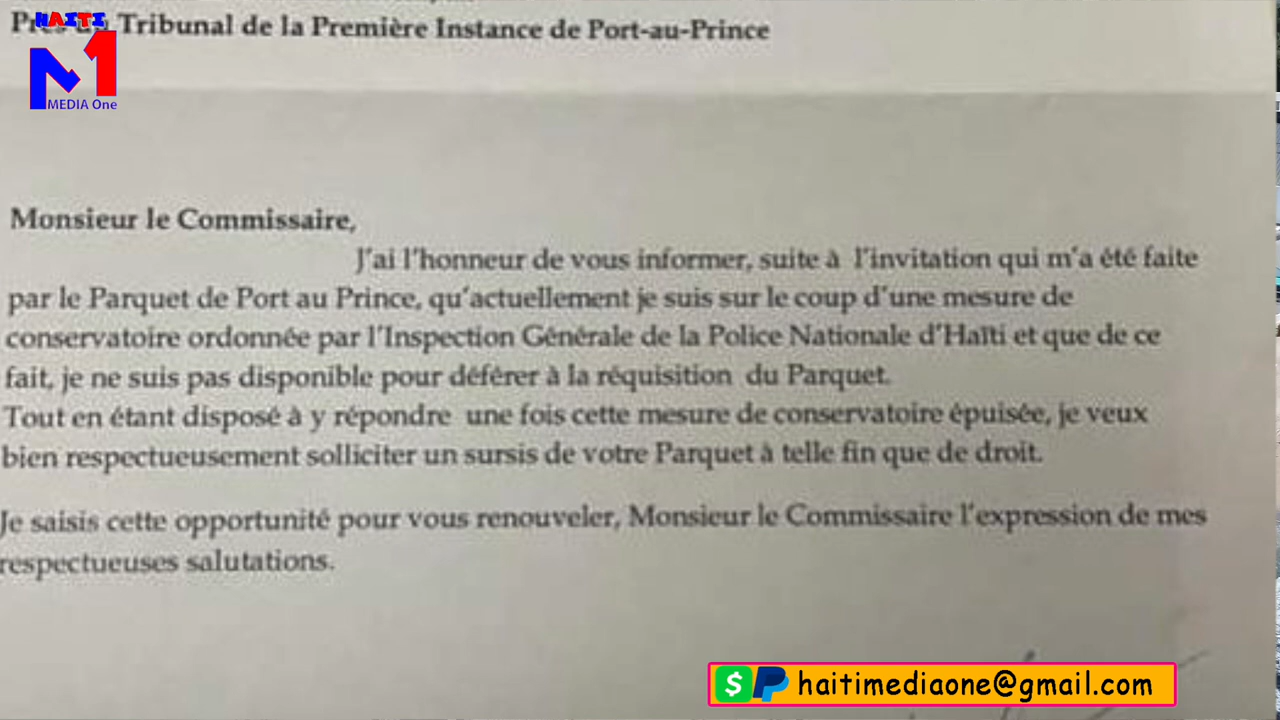 HAITI
M1
MEDIA One
Tribunal de la Première Instance de Port-au-Prince
Monsieur le Commissaire,
J'ai l'honneur de vous informer, suite à l'invitation qui m'a été faite
par le Parquet de Port au Prince, qu'actuellement je suis sur le coup d'une mesure de
conservatoire ordonnée par l'Inspection Générale de la Police Nationale d'Haïti et que de ce
fait, je ne suis pas disponible pour déférer à la réquisition du Parquet.
Tout en étant disposé à y répondre une fois cette mesure de conservatoire épuisée, je veux
bien respectueusement solliciter un sursis de votre Parquet à telle fin que de droit.
Je saisis cette opportunité pour vous renouveler, Monsieur le Commissaire l'expression de mes
respectueuses salutations.
$ P haitimediaone@gmail.com